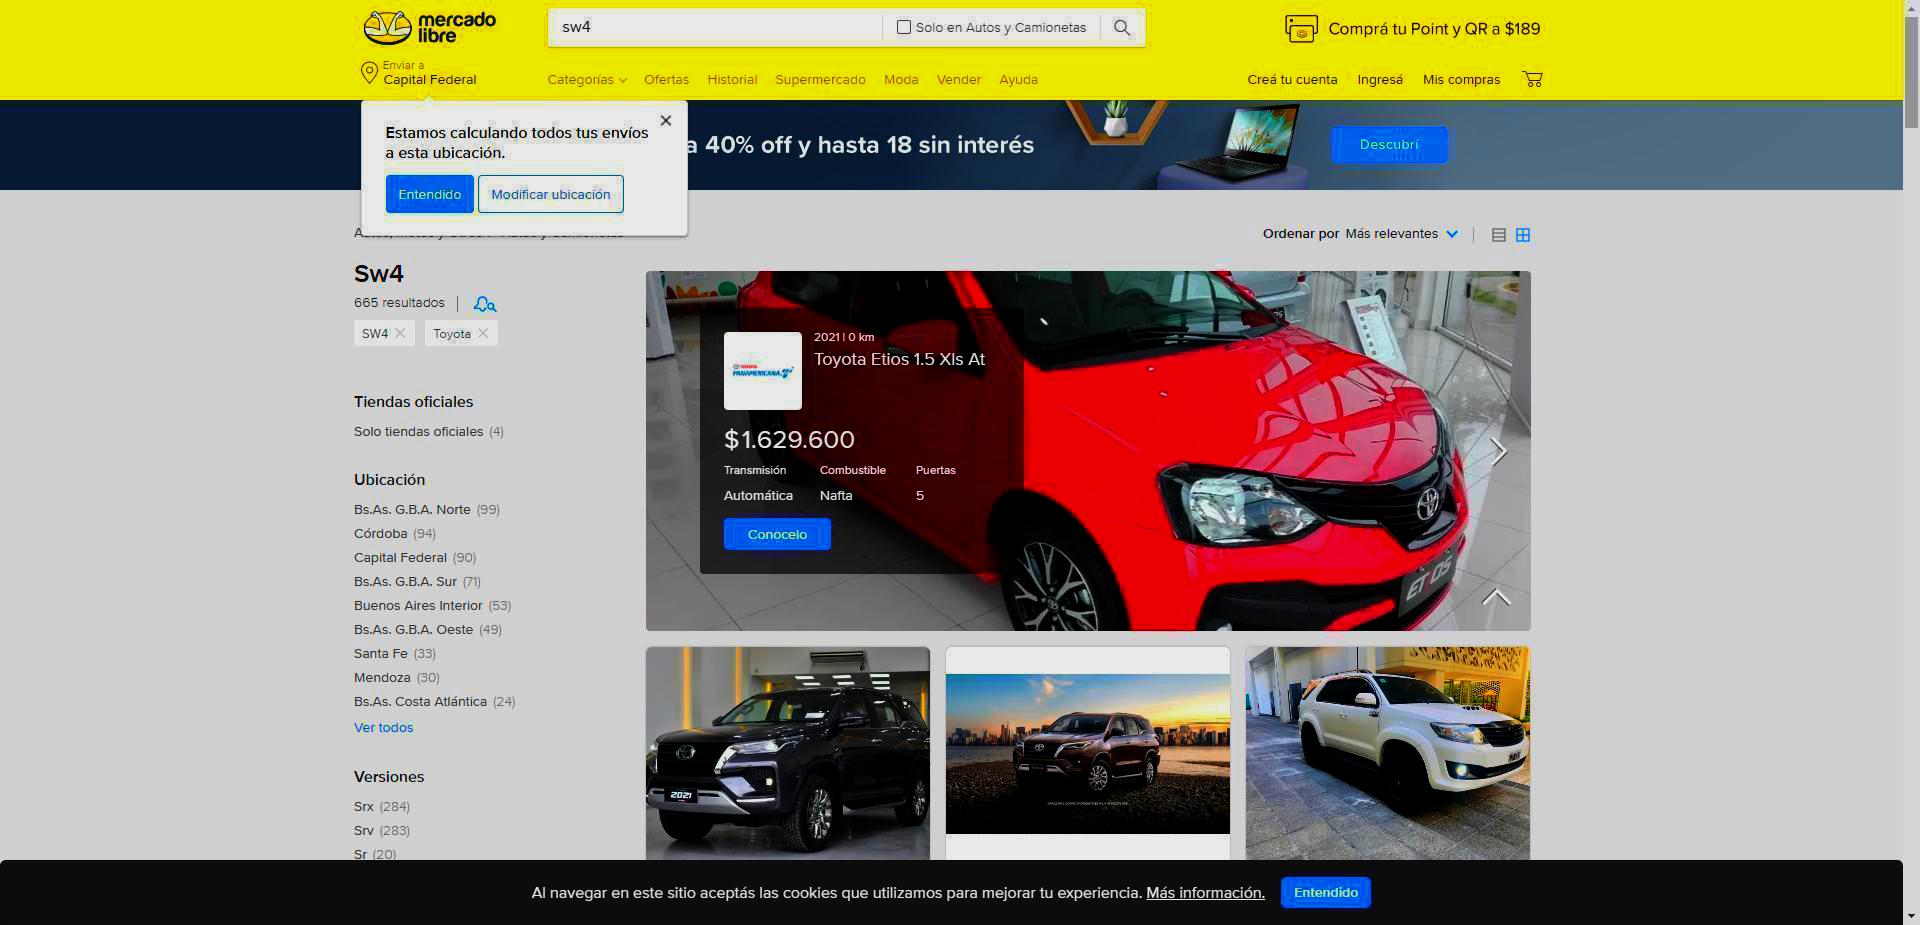 mercado
libre
sw4
Solo en Autos y Camionetas
Comprá tu Point y QR a $189
Enviar a
Capital Federal
Categorías
Ofertas
Historial
Supermercado
Moda
Vender
Ayuda
Creá tu cuenta
Ingresá
Mis compras
Estamos calculando todos tus envíos
a esta ubicación.
Entendido
Modificar ubicación
a 40% off y hasta 18 sin interés
Descubrí
Ordenar por Más relevantes
Sw4
665 resultados
SW4
Toyota
Tiendas oficiales
Solo tiendas oficiales (4)
Ubicación
Bs.As. G.B.A. Norte (99)
Córdoba (94)
Capital Federal (90)
Bs.As. G.B.A. Sur (71)
Buenos Aires Interior (53)
Bs.As. G.B.A. Oeste (49)
Santa Fe (33)
Mendoza (30)
Bs.As. Costa Atlántica (24)
Ver todos
Versiones
Srx (284)
Srv (283)
Sr (20)
2021 | 0 km
Toyota Etios 1.5 Xls At
TOYOTA
PANAMERICANA
$ 1.629.600
Transmisión
Combustible
Puertas
Automática
Nafta
5
Conocelo
2021
Al navegar en este sitio aceptás las cookies que utilizamos para mejorar tu experiencia. Más información.
Entendido